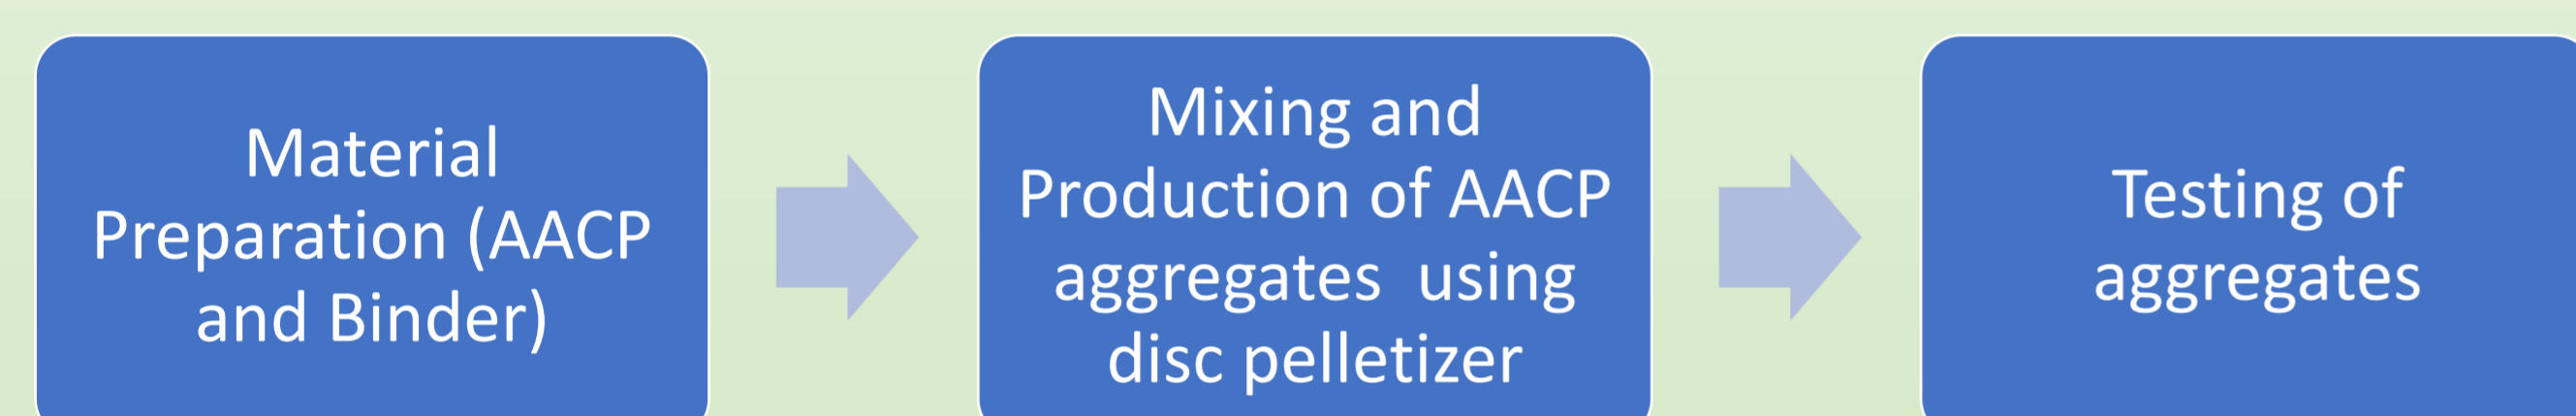 Material
Preparation (AACP
and Binder)
Mixing and
Production of AACP
aggregates  using
disc pelletizer
Testing of
aggregates